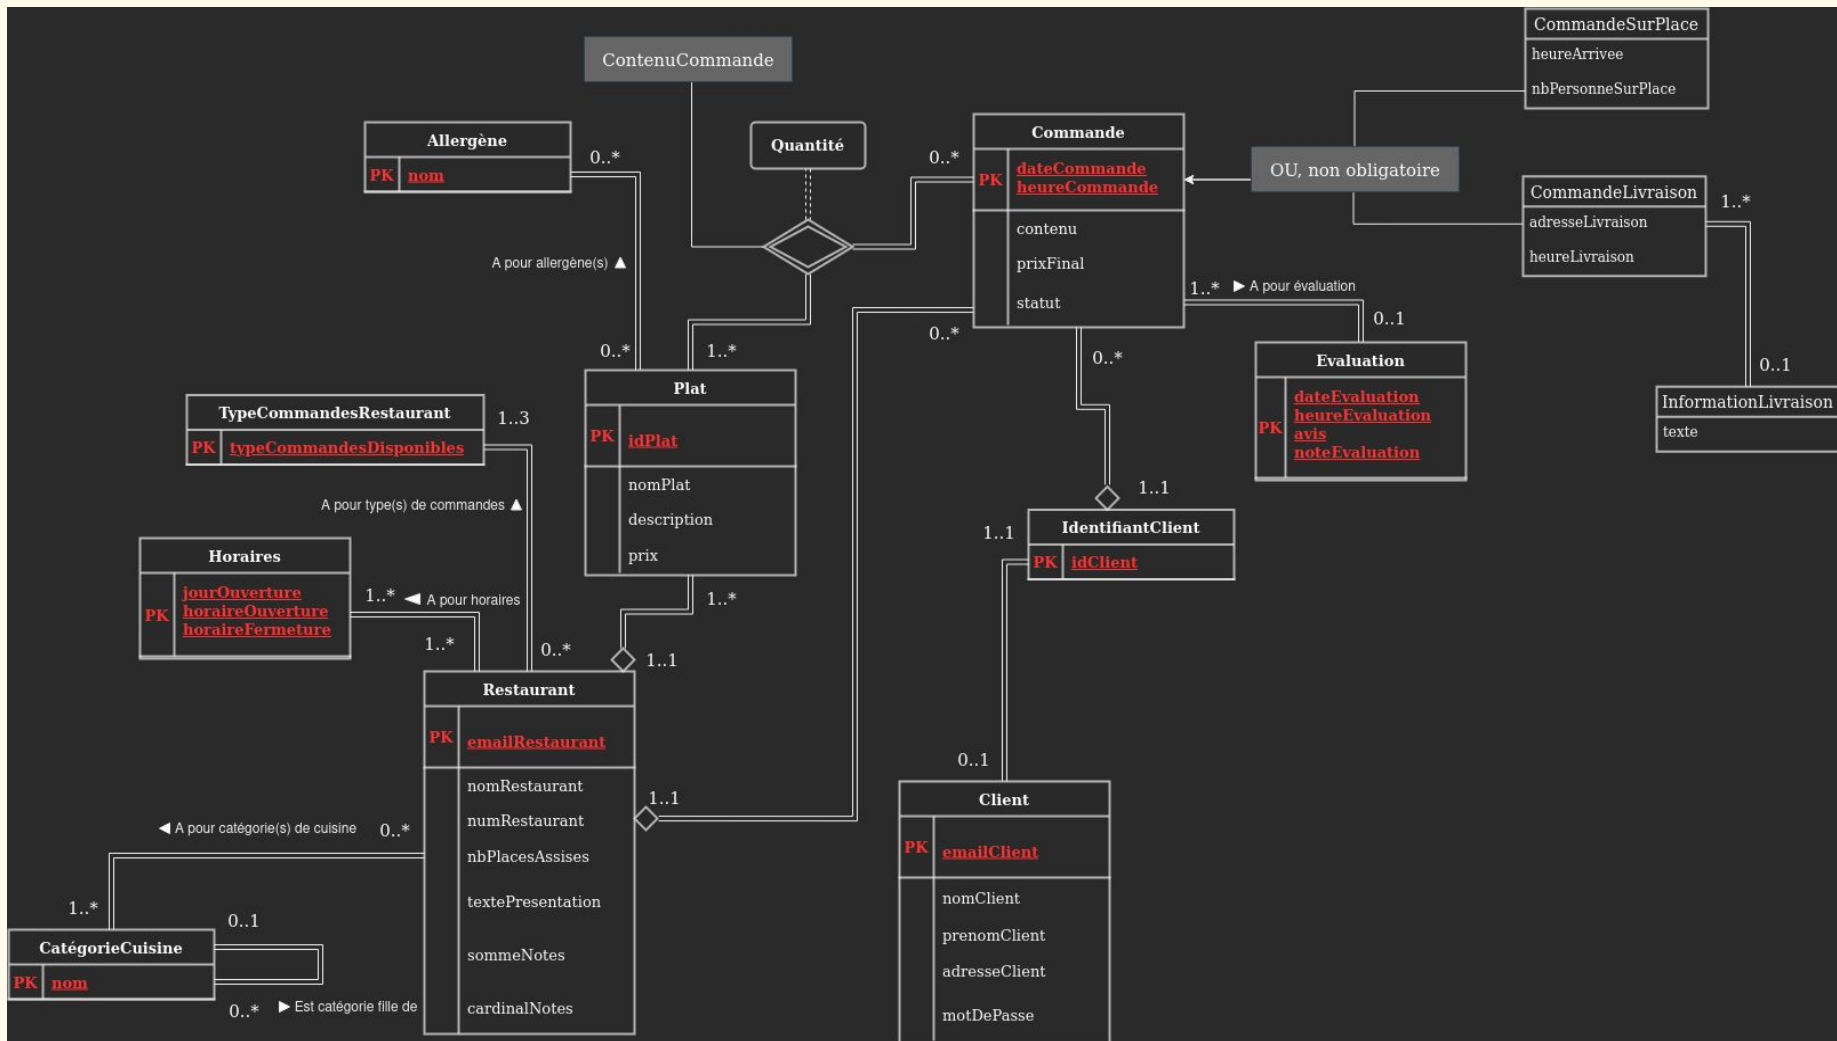 CommandeSurPlace
heureArrivee
nbPersonneSurPlace
ContenuCommande
Allergène
PK nom
0..*
Quantité
0..*
Commande
PK
dateCommande
heureCommande
contenu
prixFinal
statut
OU, non obligatoire
CommandeLivraison
adresseLivraison
heureLivraison
1..*
A pour allergène(s) ▲
1..* ► A pour évaluation
0..*
0..1
0..*
1..*
0..*
Evaluation
PK
dateEvaluation
heureEvaluation
avis
noteEvaluation
0..1
InformationLivraison
texte
Plat
PK idPlat
nomPlat
description
prix
TypeCommandesRestaurant
PK typeCommandesDisponibles
1..3
A pour type(s) de commandes ▲
1..1
1..1
IdentifiantClient
PK idClient
Horaires
PK
jourOuverture
horaireOuverture
horaireFermeture
1..* ◄ A pour horaires
1..*
1..*
0..*
1..1
Restaurant
PK emailRestaurant
nomRestaurant
numRestaurant
nbPlacesAssises
textePresentation
sommeNotes
cardinalNotes
1..1
0..1
Client
PK emailClient
nomClient
prenomClient
adresseClient
motDePasse
◄ A pour catégorie(s) de cuisine
0..*
1..*
0..1
CatégorieCuisine
PK nom
0..* ► Est catégorie fille de